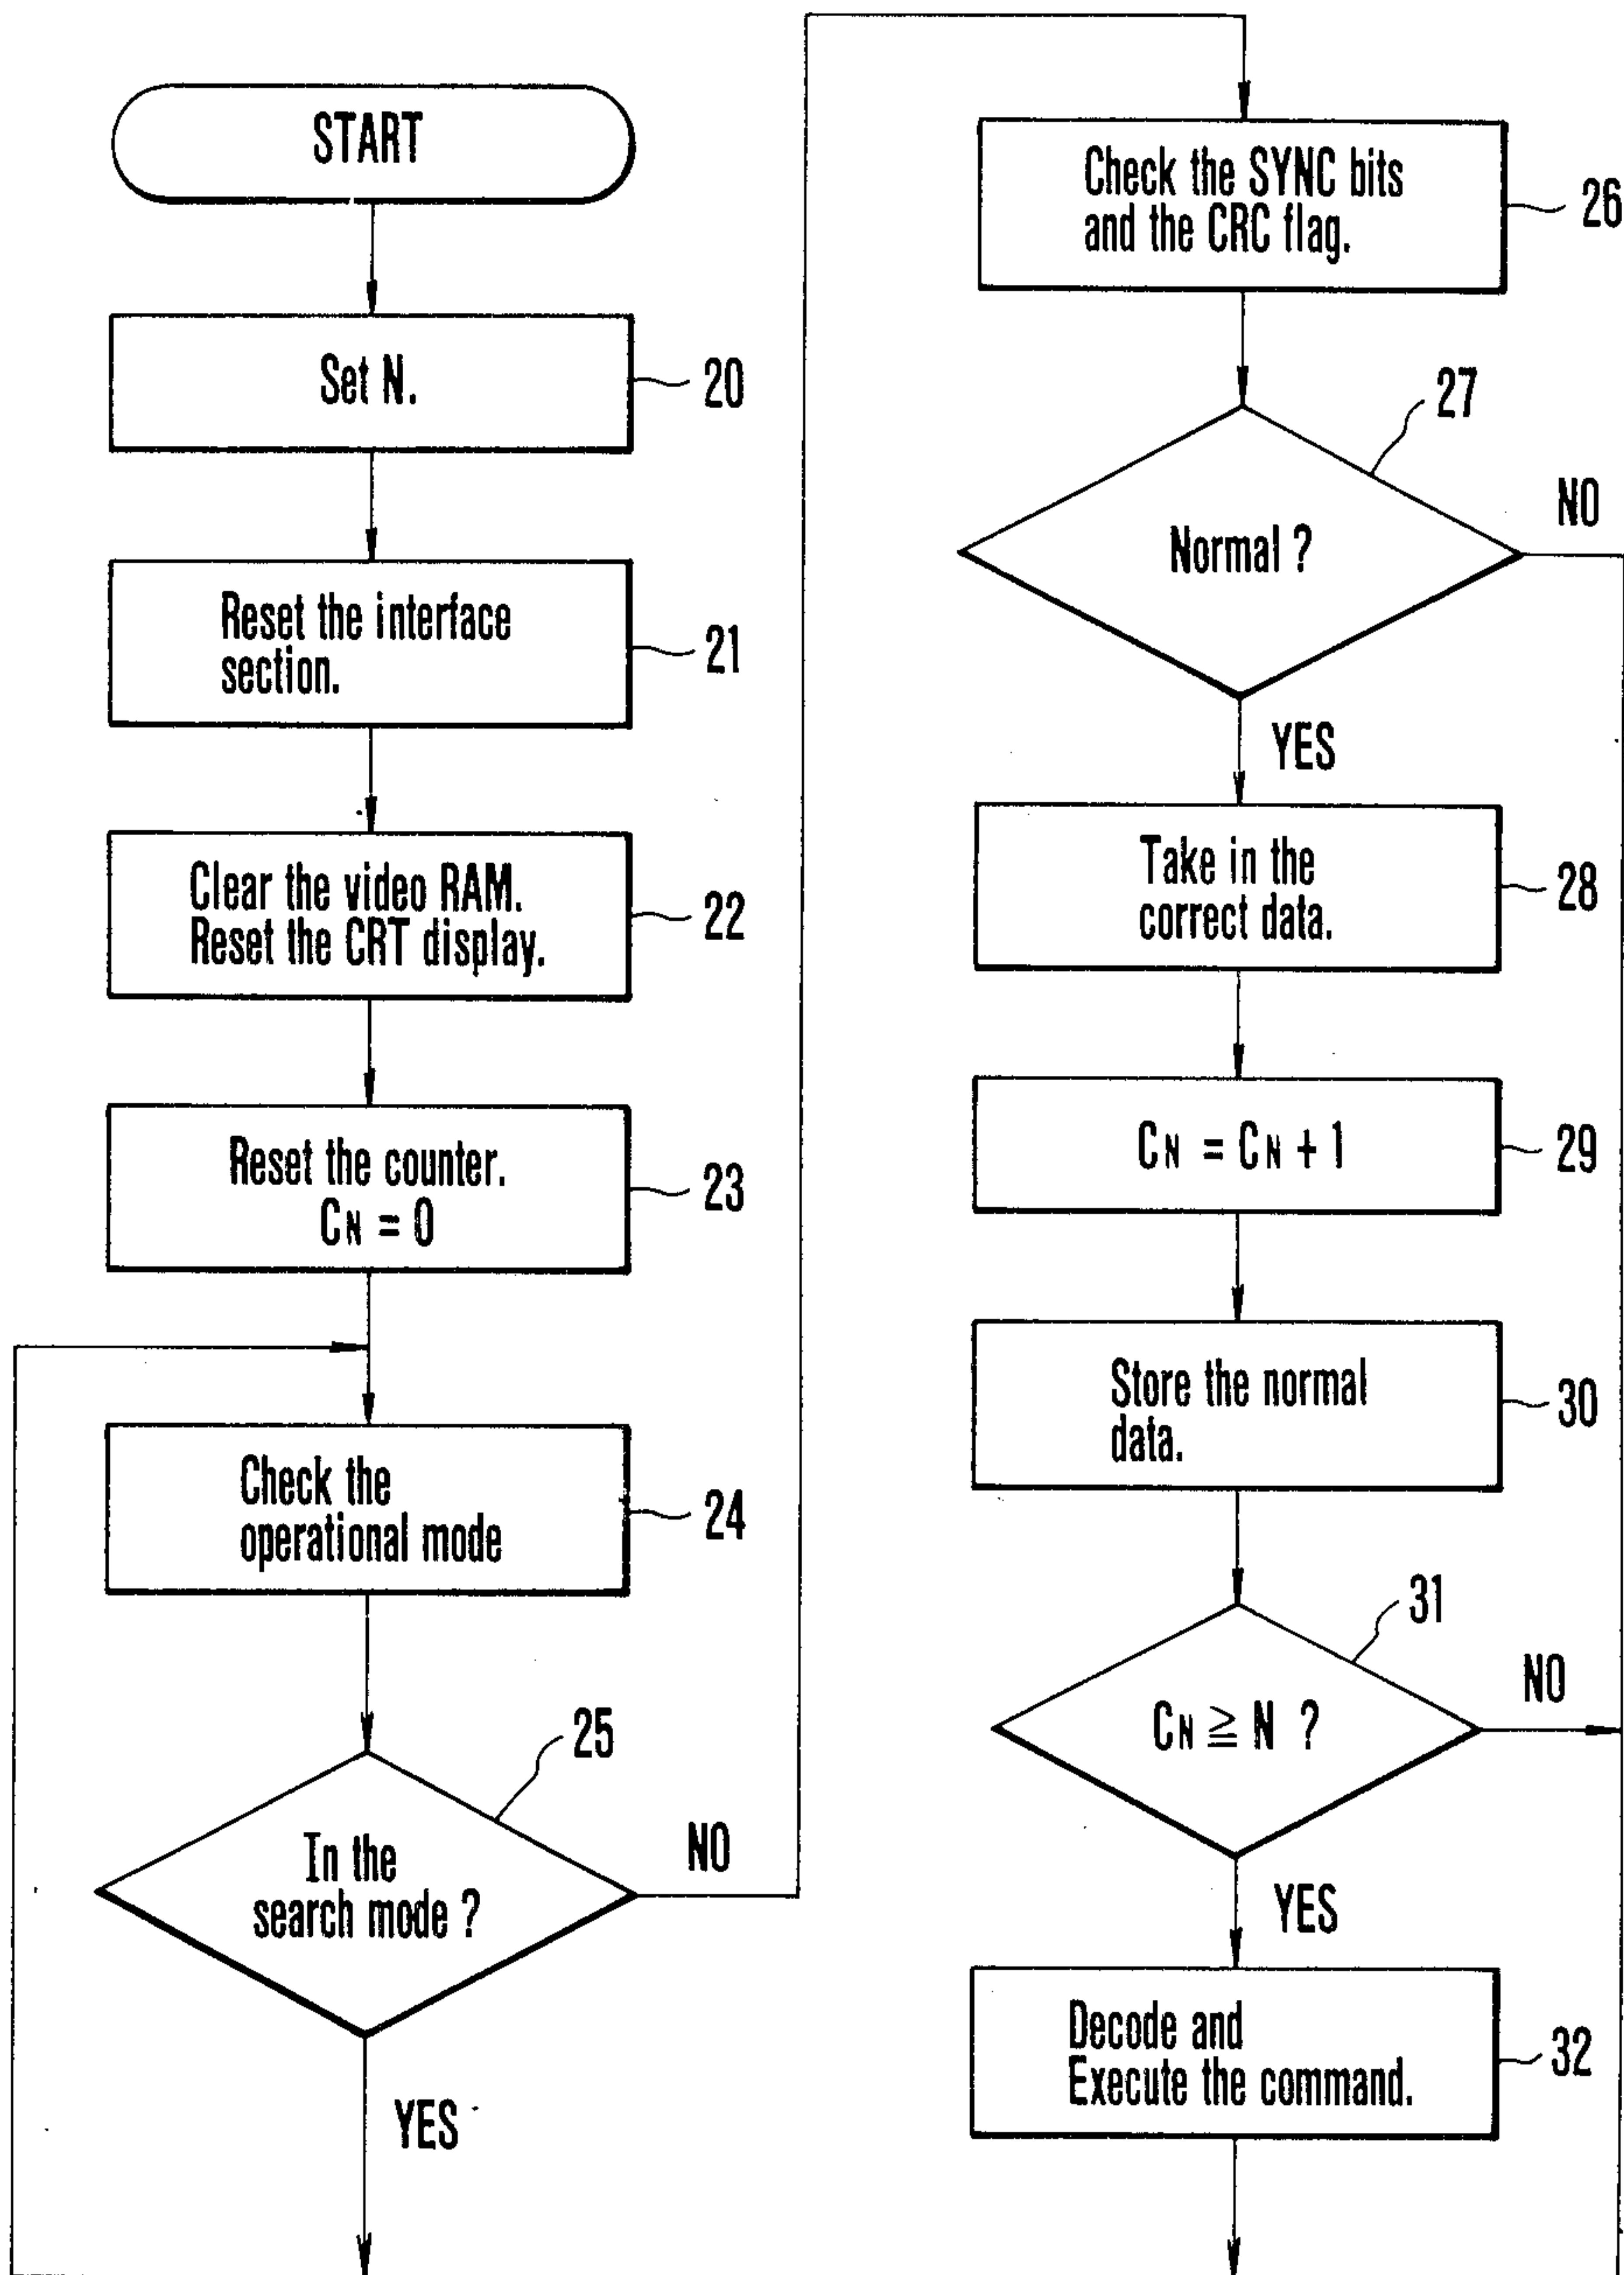 START
Set N.
20
Reset the interface
section.
21
Clear the video RAM.
Reset the CRT display.
22
Reset the counter.
CN = 0
23
Check the
operational mode
24
25
In the
search mode ?
NO
YES
Check the SYNC bits
and the CRC flag.
26
27
Normal ?
NO
YES
Take in the
correct data.
28
CN = CN + 1
29
Store the normal
data.
30
31
CN ≧ N ?
NO
YES
Decode and
Execute the command.
32